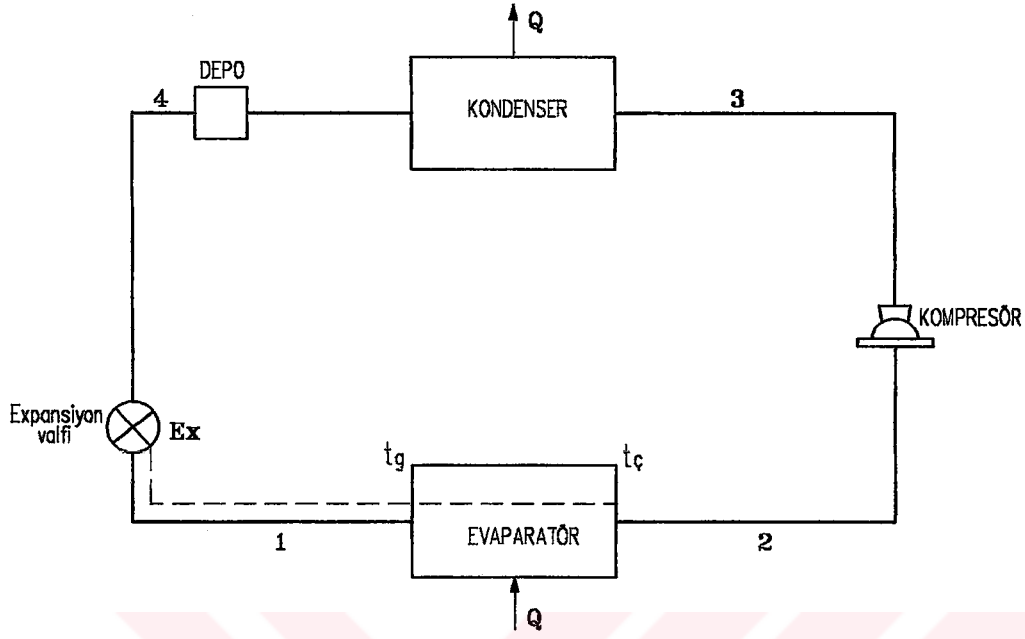 Q
DEPO
4
KONDENSER
3
KOMPRESÖR
Expansiyon
valfi
Ex
tg
tç
EVAPARATÖR
1
2
Q